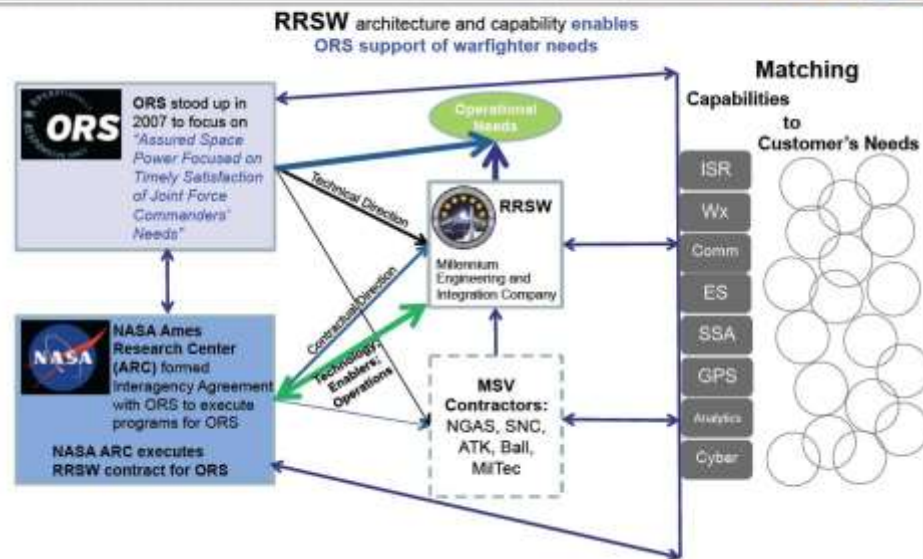 RRSW architecture and capability enables
ORS support of warfighter needs
ORS
ORS stood up in
2007 to focus on
"Assured Space
Power Focused on
Timely Satisfaction
of Joint Force
Commanders'
Needs"
Operational
Needs
Technical Direction
RRSW
Millennium
Engineering and
Integration Company
Contractual Direction
Technology;
Enablers;
Operations
NASA
NASA Ames
Research Center
(ARC) formed
Interagency Agreement
with ORS to execute
programs for ORS
NASA ARC executes
RRSW contract for ORS
MSV
Contractors:
NGAS, SNC,
ATK, Ball,
MilTec
Matching
Capabilities
to
Customer's Needs
ISR
Wx
Comm
ES
SSA
GPS
Analytics
Cyber